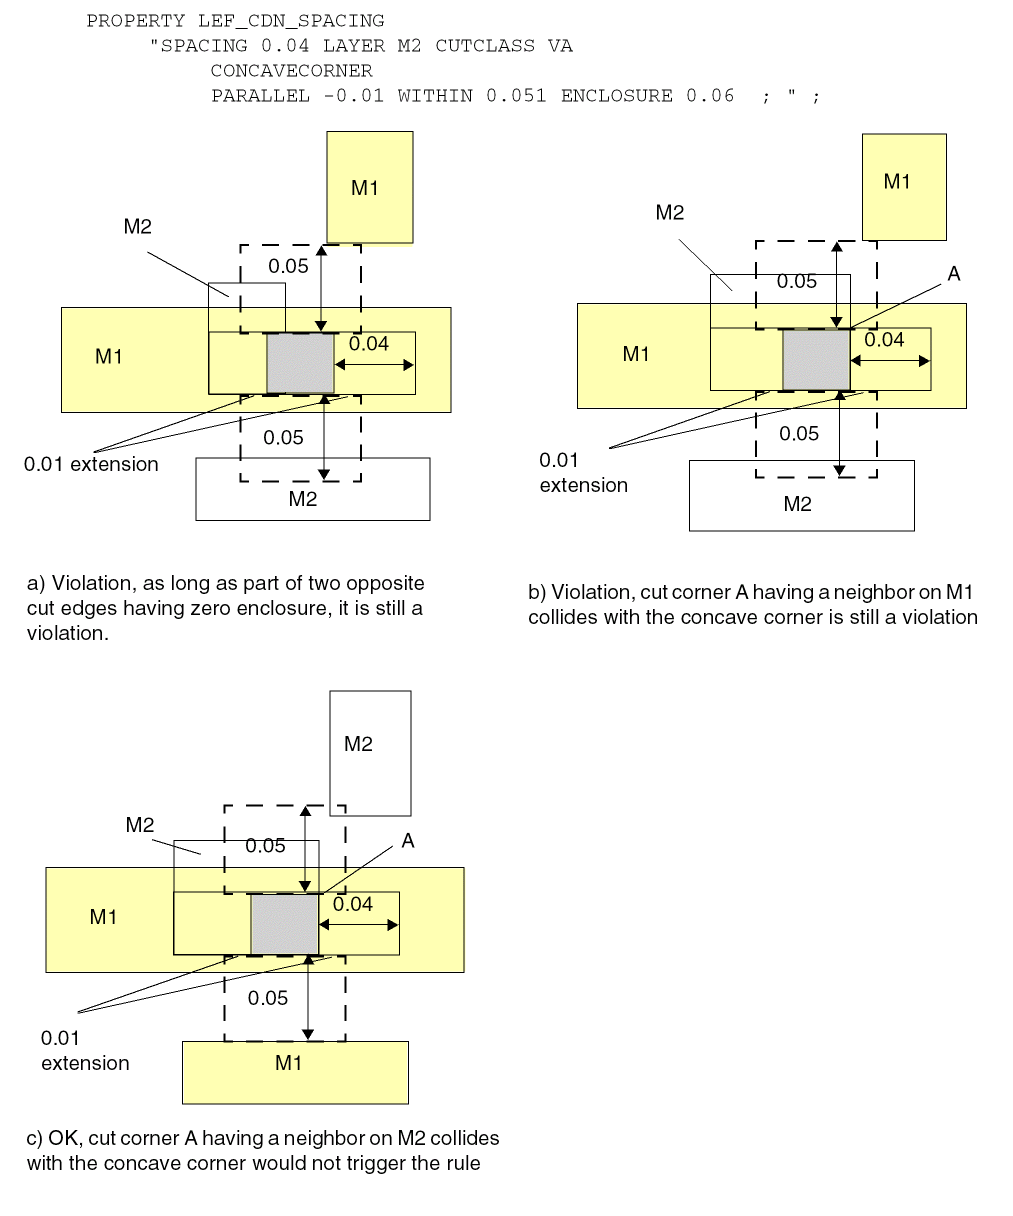 PROPERTY LEF_CDN_SPACING
"SPACING 0.04 LAYER M2 CUTCLASS VA
CONCAVECORNER
PARALLEL -0.01 WITHIN 0.051 ENCLOSURE 0.06 ; " ;
M1
M2
0.05
M1
0.04
0.05
0.01 extension
M2
a) Violation, as long as part of two opposite
cut edges having zero enclosure, it is still a
violation.
M1
M2
0.05
A
M1
0.04
0.05
0.01
extension
M2
b) Violation, cut corner A having a neighbor on M1
collides with the concave corner is still a violation
M2
M2
0.05
A
M1
0.04
0.05
0.01
extension
M1
c) OK, cut corner A having a neighbor on M2 collides
with the concave corner would not trigger the rule